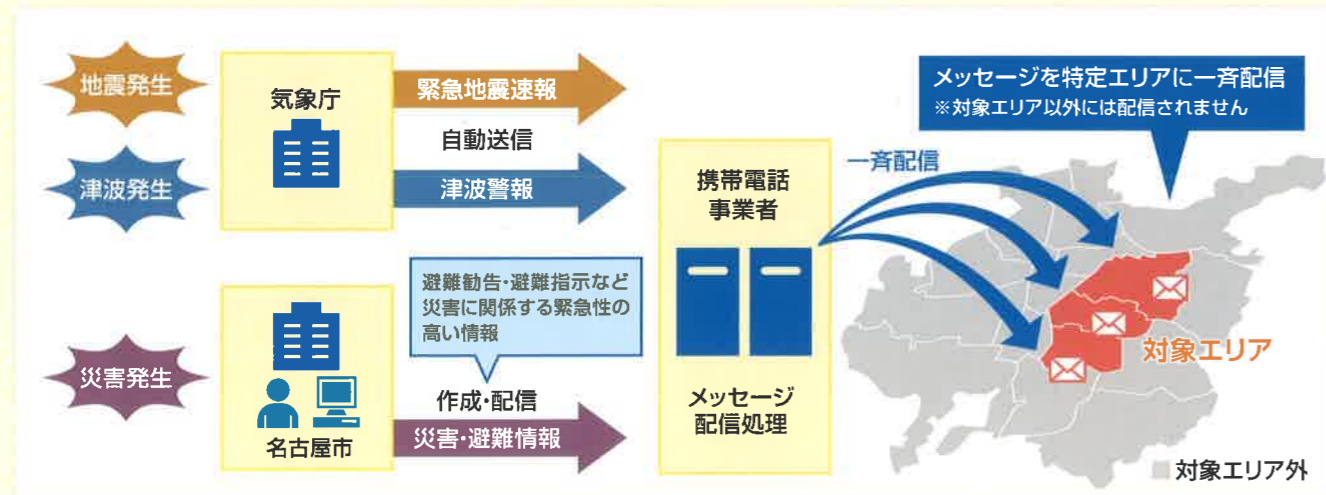 地震発生
津波発生
気象庁
緊急地震速報
自動送信
津波警報
災害発生
名古屋市
避難勧告・避難指示など
災害に関係する緊急性の
高い情報
作成・配信
災害・避難情報
携帯電話
事業者
メッセージ
配信処理
一斉配信
メッセージを特定エリアに一斉配信
※対象エリア以外には配信されません
対象エリア
対象エリア外